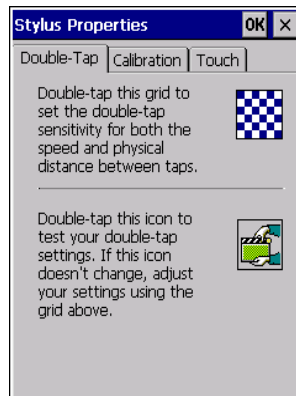 Stylus Properties OK ×
Double-Tap Calibration Touch
Double-tap this grid to
set the double-tap
sensitivity for both the
speed and physical
distance between taps.
Double-tap this icon to
test your double-tap
settings. If this icon
doesn't change, adjust
your settings using the
grid above.